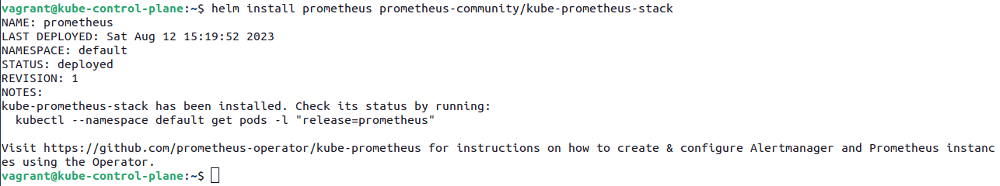 vagrant@kube-control-plane:~$ helm install prometheus prometheus-community/kube-prometheus-stack
NAME: prometheus
LAST DEPLOYED: Sat Aug 12 15:19:52 2023
NAMESPACE: default
STATUS: deployed
REVISION: 1
NOTES:
kube-prometheus-stack has been installed. Check its status by running:
  kubectl --namespace default get pods -l "release=prometheus"

Visit https://github.com/prometheus-operator/kube-prometheus for instructions on how to create & configure Alertmanager and Prometheus instanc
es using the Operator.
vagrant@kube-control-plane:~$